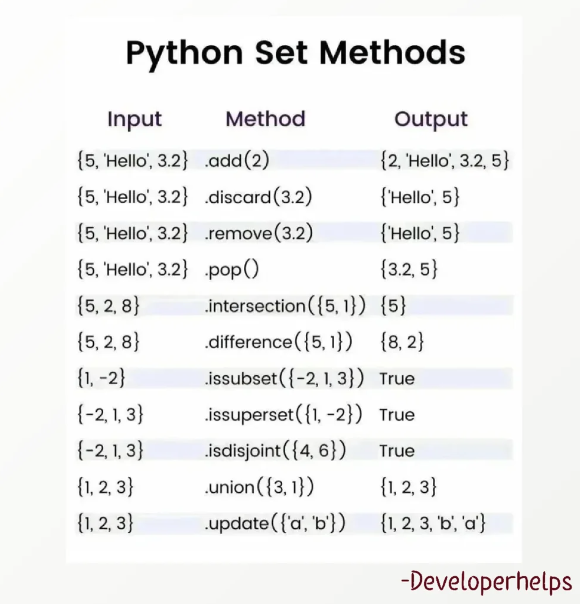 Python Set Methods
Input Method Output
{5, 'Hello', 3.2} .add(2) {2, 'Hello', 3.2, 5}
{5, 'Hello', 3.2} .discard(3.2) {'Hello', 5}
{5, 'Hello', 3.2} .remove(3.2) {'Hello', 5}
{5, 'Hello', 3.2} .pop() {3.2, 5}
{5, 2, 8} .intersection({5, 1}) {5}
{5, 2, 8} .difference({5, 1}) {8, 2}
{1, -2} .issubset({-2, 1, 3}) True
{-2, 1, 3} .issuperset({1, -2}) True
{-2, 1, 3} .isdisjoint({4, 6}) True
{1, 2, 3} .union({3, 1}) {1, 2, 3}
{1, 2, 3} .update({'a', 'b'}) {1, 2, 3, 'b', 'a'}
-Developerhelps